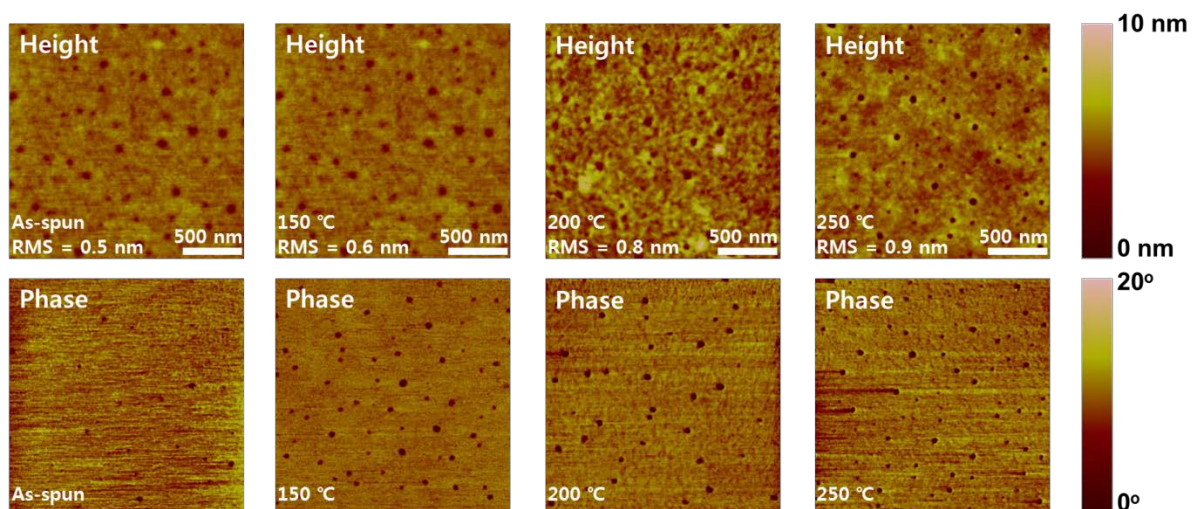 Height
As-spun
RMS = 0.5 nm
500 nm
Height
150 ℃
RMS = 0.6 nm
500 nm
Height
200 ℃
RMS = 0.8 nm
500 nm
Height
250 ℃
RMS = 0.9 nm
500 nm
10 nm
0 nm
Phase
As-spun
Phase
150 ℃
Phase
200 ℃
Phase
250 ℃
20º
0º